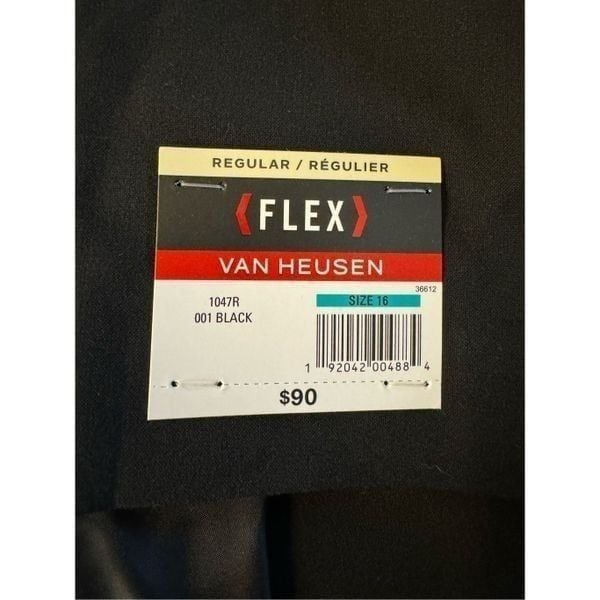 REGULAR / RÉGULIER
FLEX
VAN HEUSEN
36612
1047R
001 BLACK
SIZE 16
1 92042 00488 4
$90